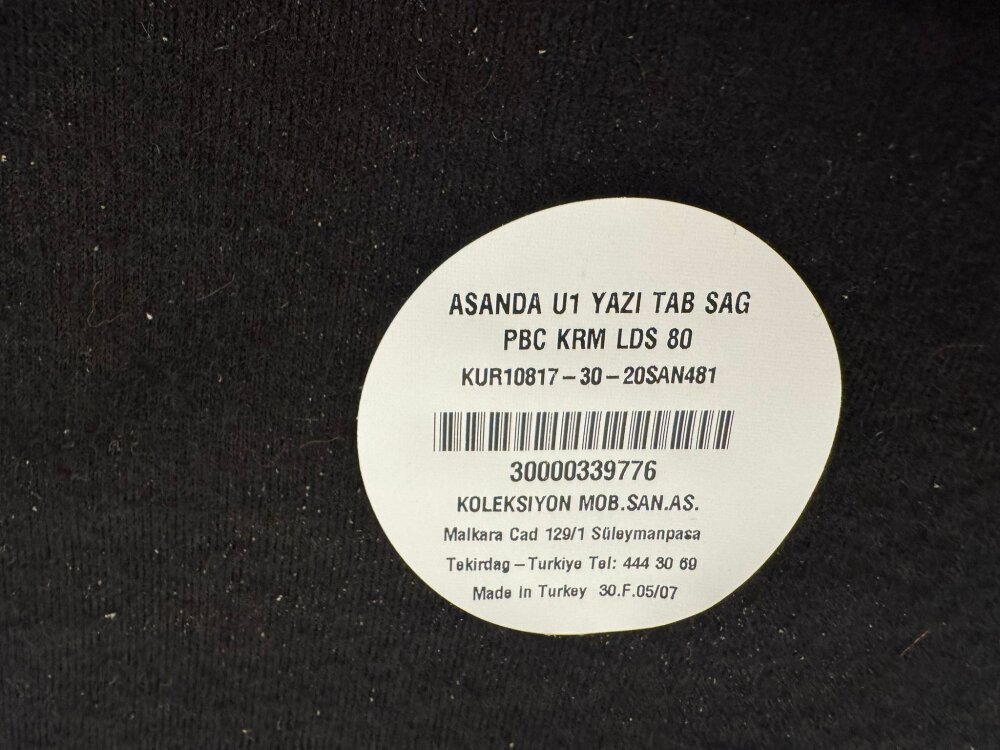 ASANDA U1 YAZI TAB SAG
PBC KRM LDS 80
KUR10817-30-20SAN481
30000339776
KOLEKSIYON MOB.SAN.AS.
Malkara Cad 129/1 Süleymanpasa
Tekirdag-Turkiye Tel: 444 30 69
Made In Turkey 30.F.05/07